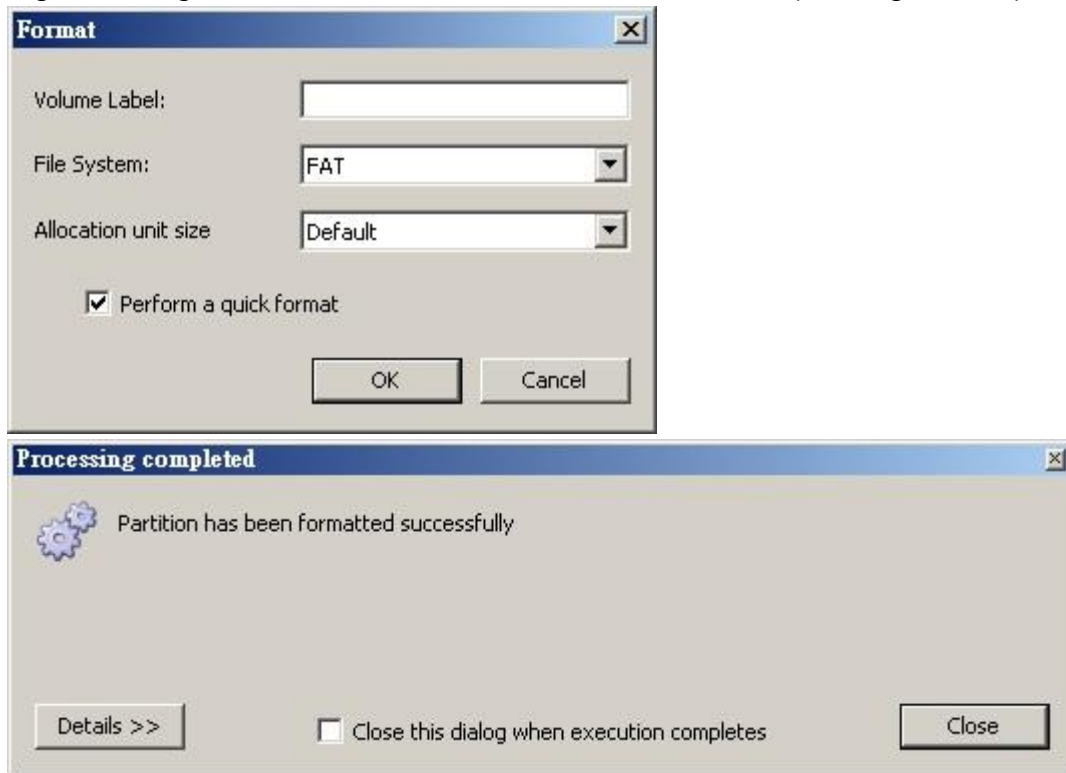 Format
Volume Label:
File System: FAT
Allocation unit size Default
Perform a quick format
OK Cancel
Processing completed
Partition has been formatted successfully
Details >> Close this dialog when execution completes Close